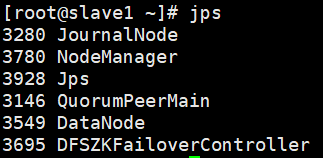 [root@slave1 ~]# jps
3280 JournalNode
3780 NodeManager
3928 Jps
3146 QuorumPeerMain
3549 DataNode
3695 DFSZKFailoverController